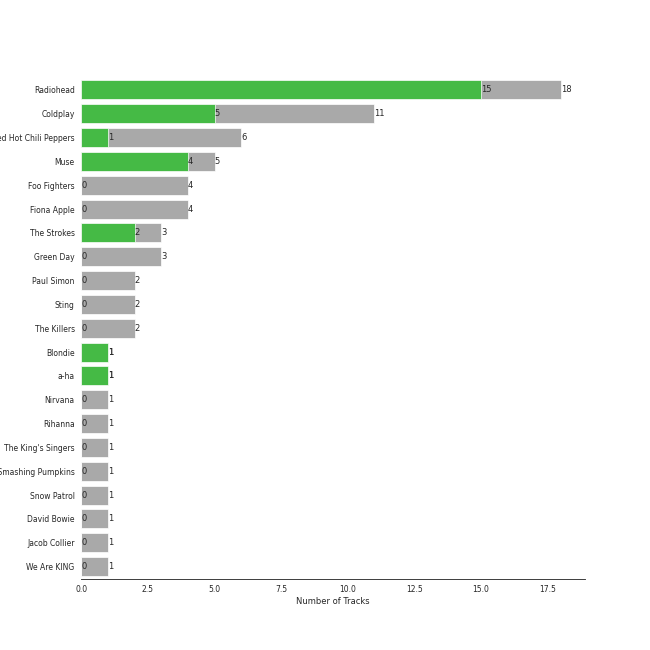 Radiohead 15 18
Coldplay 5 11
ed Hot Chili Peppers 1 6
Muse 4 5
Foo Fighters 0 4
Fiona Apple 0 4
The Strokes 2 3
Green Day 0 3
Paul Simon 0 2
Sting 0 2
The Killers 0 2
Blondie 1
a-ha 1
Nirvana 0 1
Rihanna 0 1
The King's Singers 0 1
Smashing Pumpkins 0 1
Snow Patrol 0 1
David Bowie 0 1
Jacob Collier 0 1
We Are KING 0 1
0.0 2.5 5.0 7.5 10.0 12.5 15.0 17.5
Number of Tracks